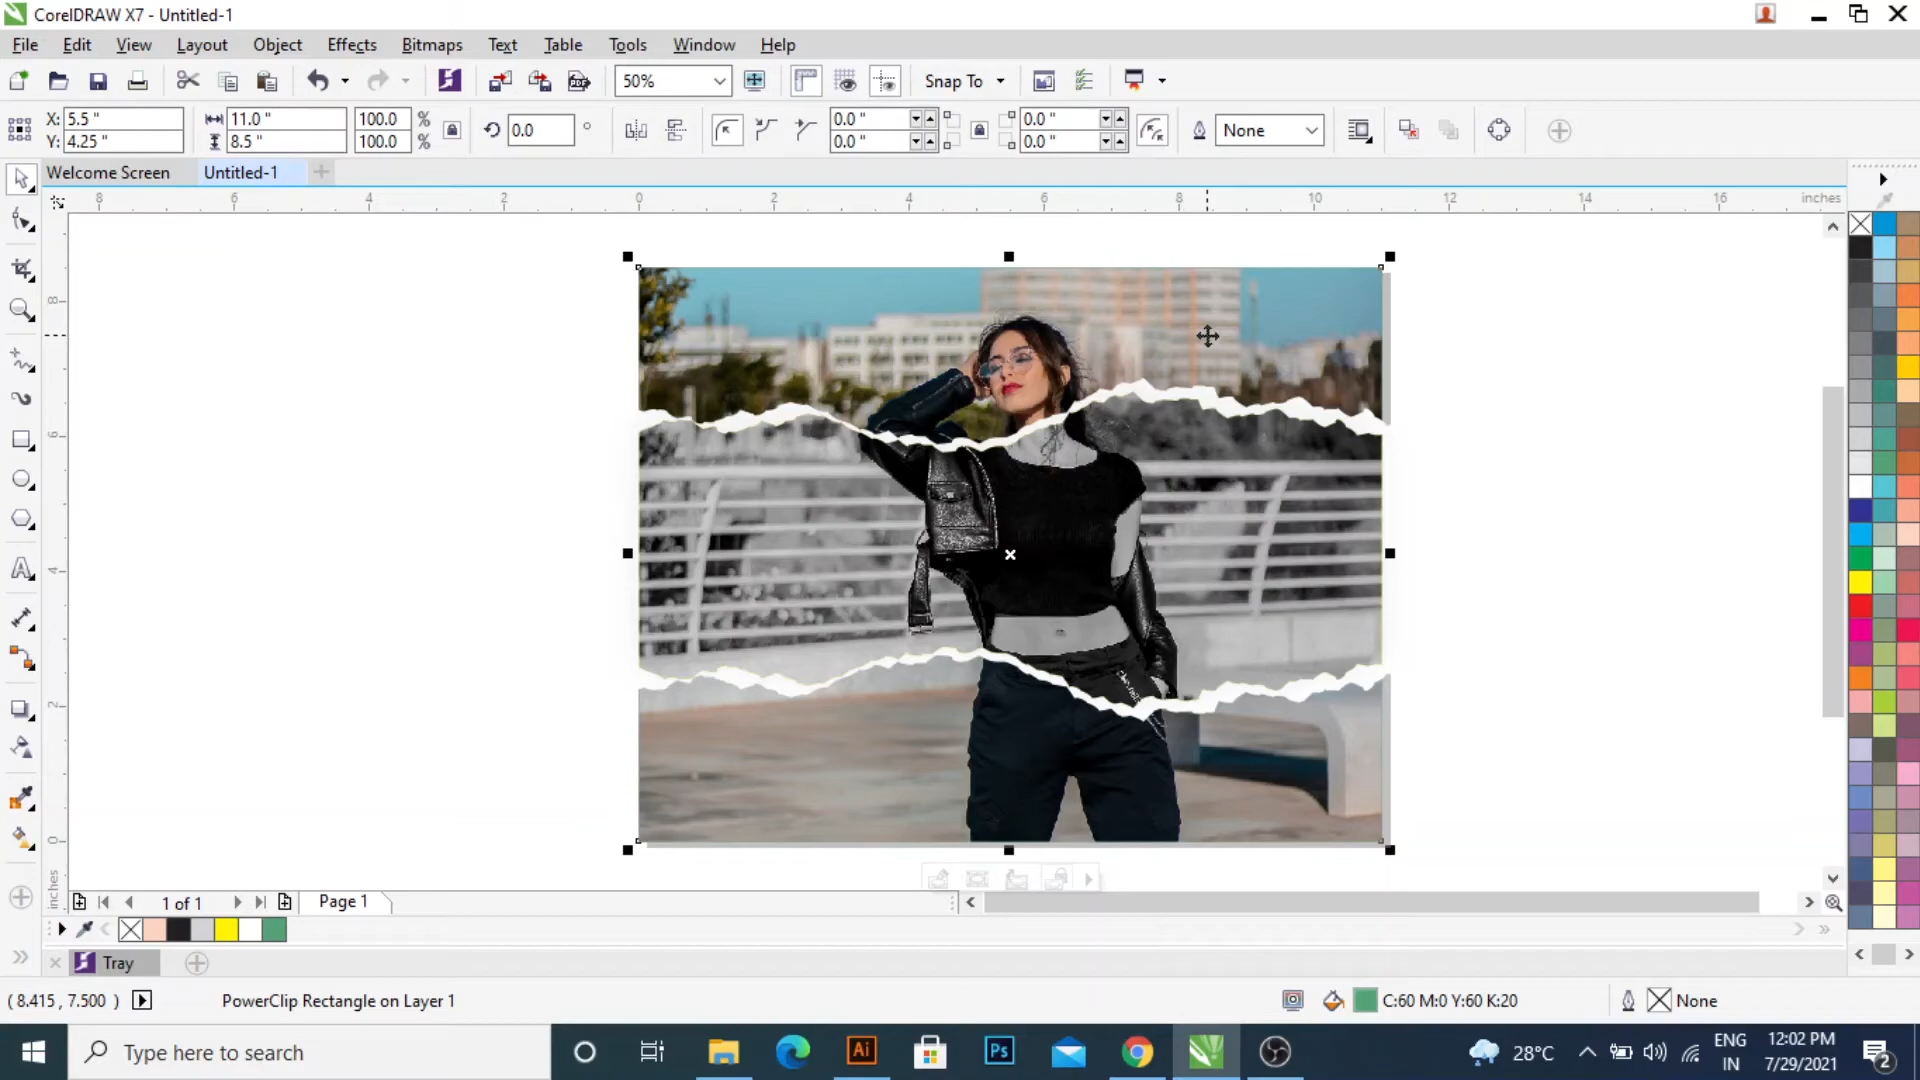 CorelDRAW X7 - Untitled-1
File Edit View Layout Object Effects Bitmaps Text Table Tools Window Help
50% Snap To
X: 5.5 " 11.0 " 100.0 % 0.0 ° 0.0 " 0.0 " None
Y: 4.25 " 8.5 " 100.0 % 0.0 " 0.0 "
Welcome Screen Untitled-1
8 6 4 2 0 2 4 6 8 10 12 14 16 inches
8
6
4
2
0
inches
1 of 1 Page 1
Tray
( 8.415 , 7.500 ) PowerClip Rectangle on Layer 1 C:60 M:0 Y:60 K:20 None
Type here to search Ai Ps 28°C ENG 12:02 PM
IN 7/29/2021 2